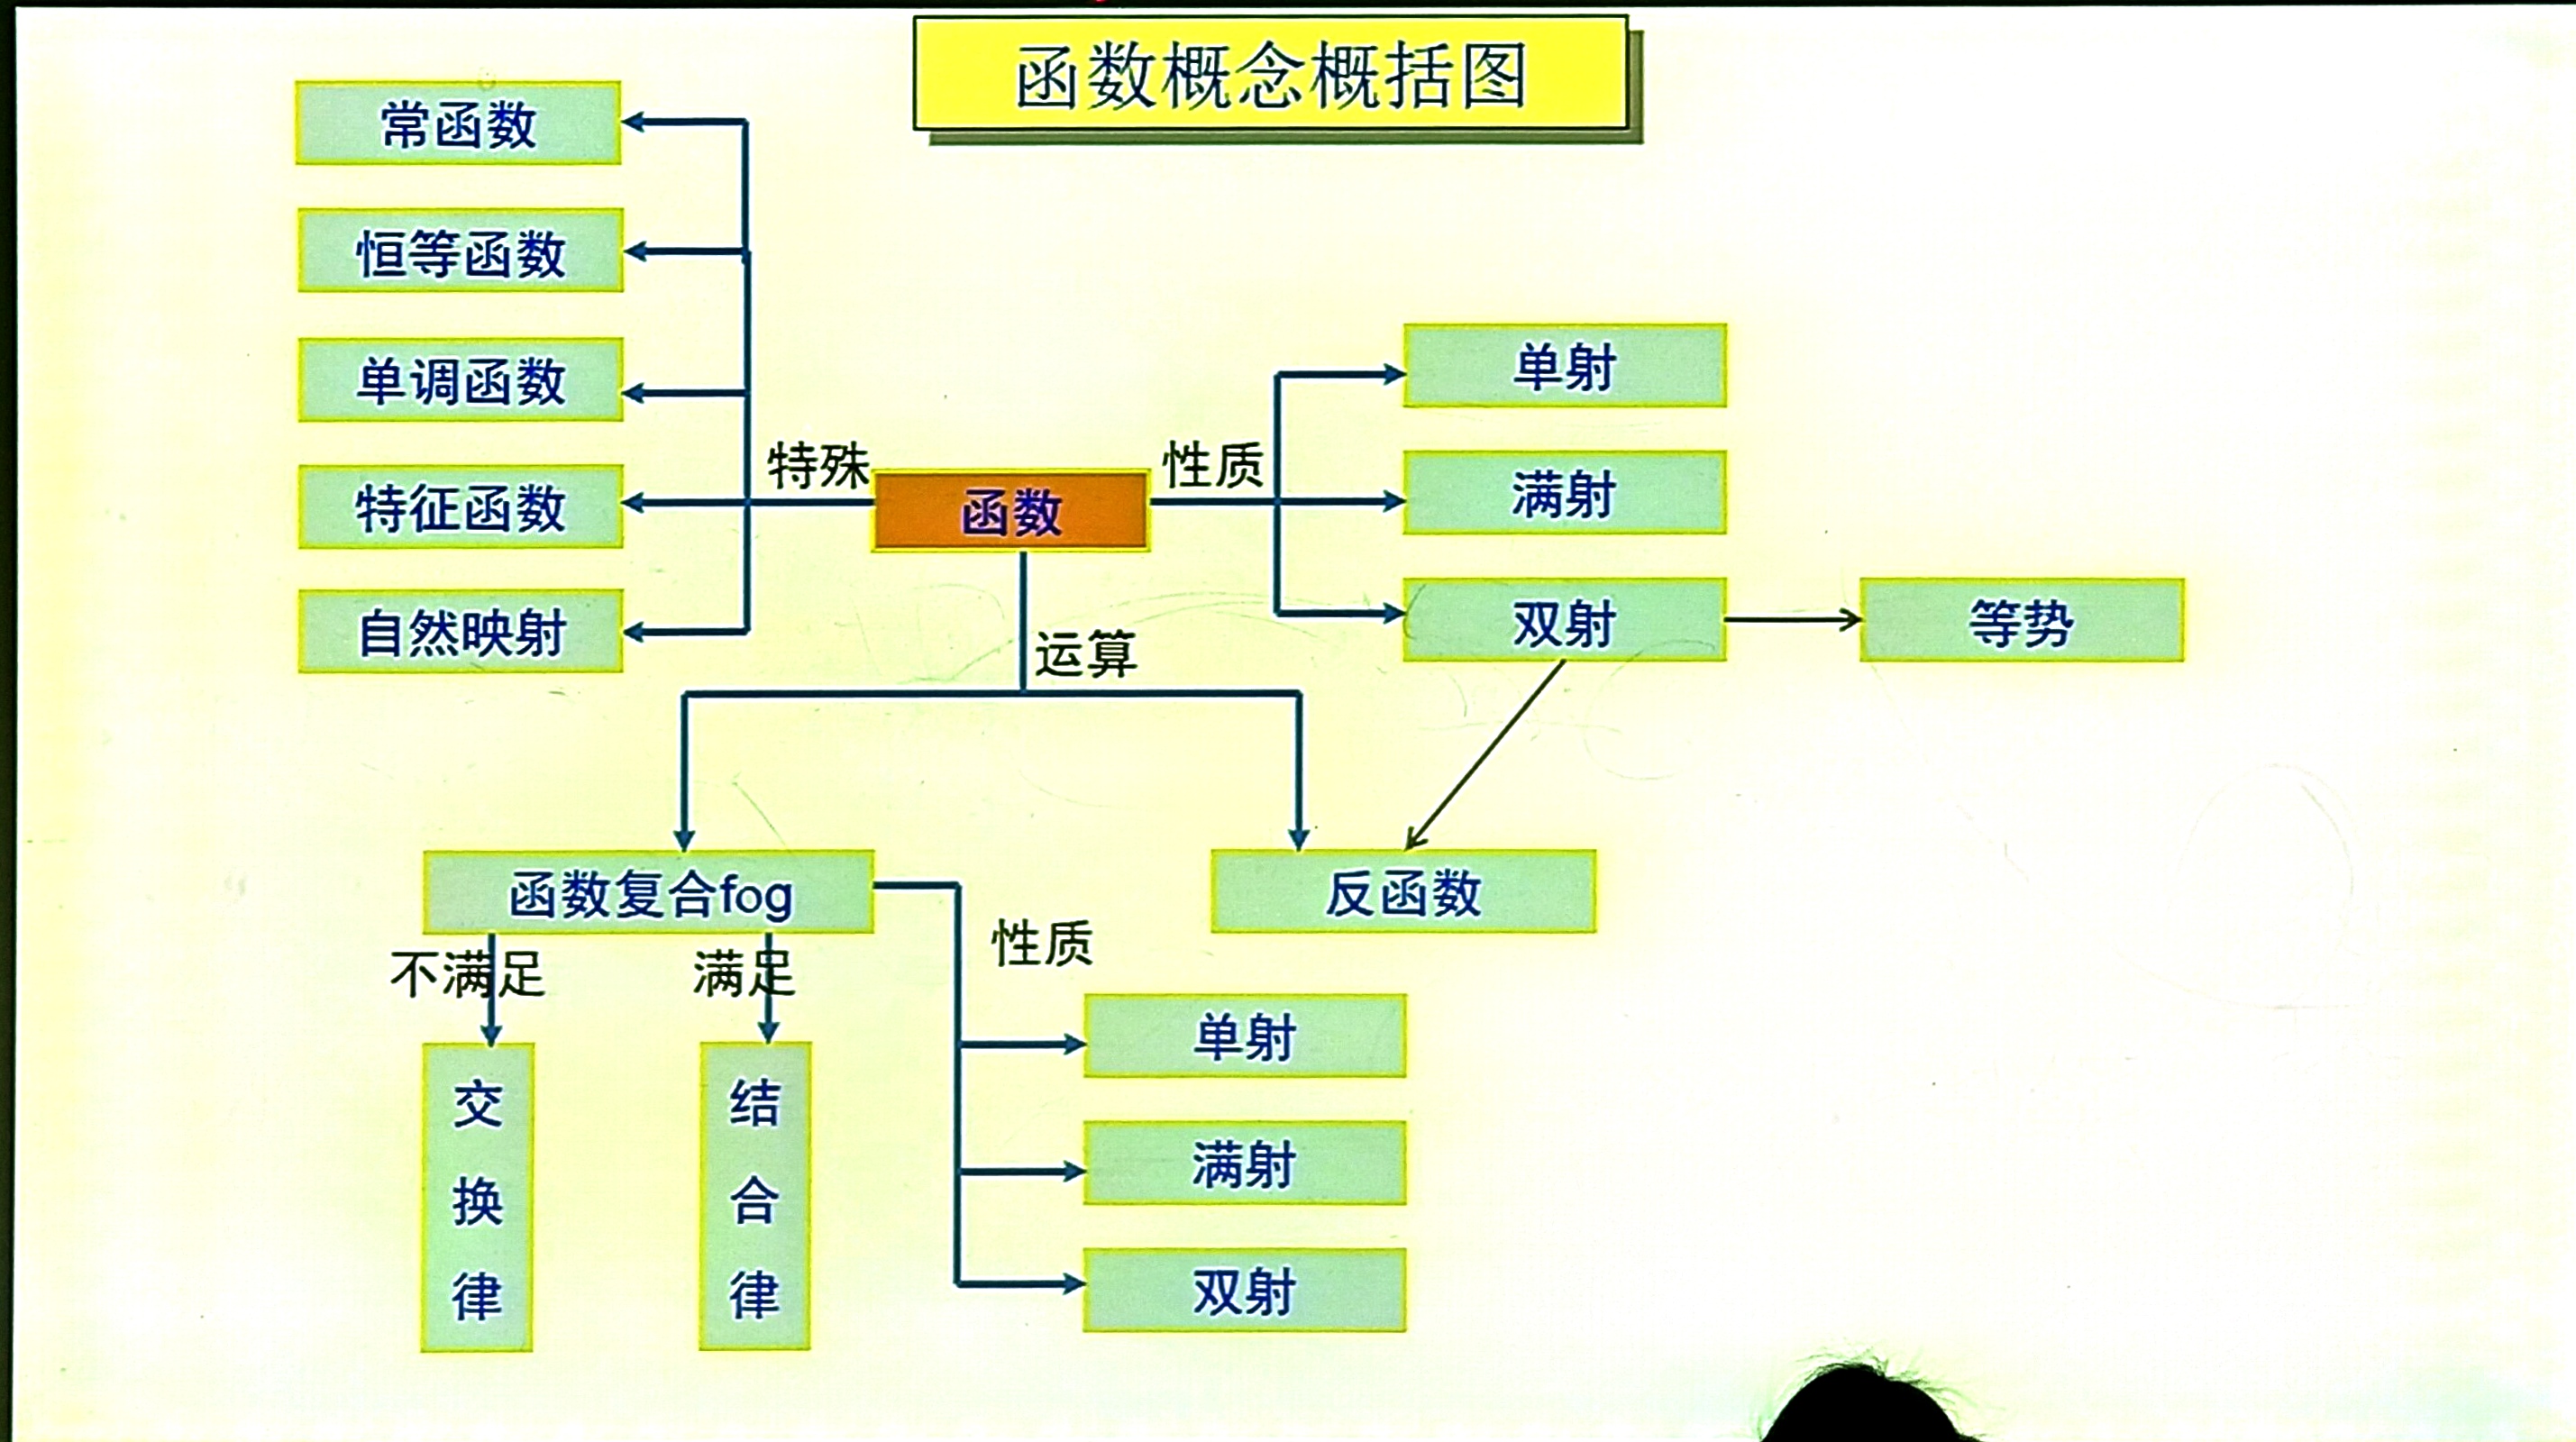 函数概念概括图
常函数
恒等函数
单调函数
特征函数
自然映射
特殊
函数
性质
单射
满射
双射
等势
运算
函数复合fog
反函数
不满足
满足
性质
交换律
结合律
单射
满射
双射